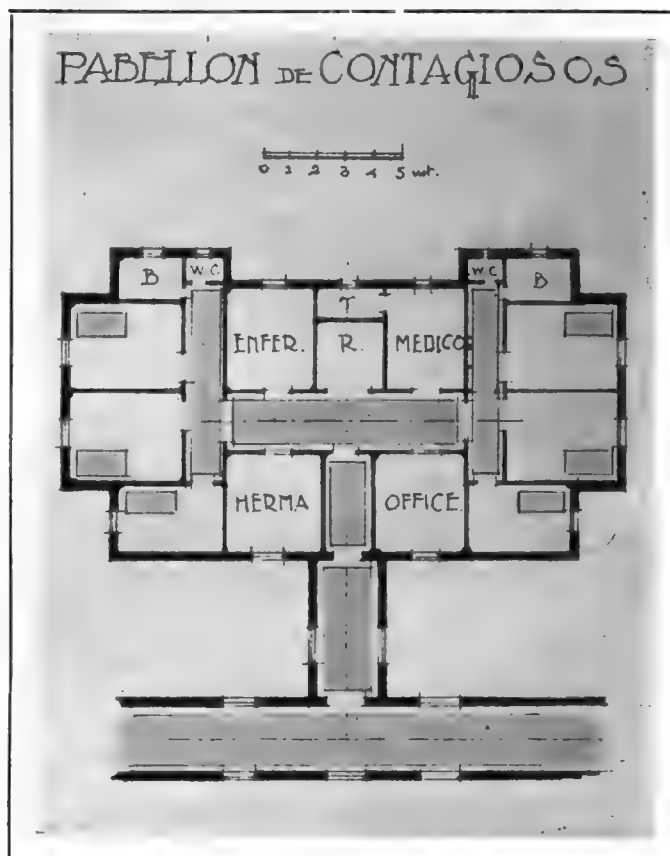 PABELLON DE CONTAGIOSOS
0 1 2 3 4 5 mt.
B W.C. W.C. B
T
ENFER. R. MEDICO
HERMA OFFICE.